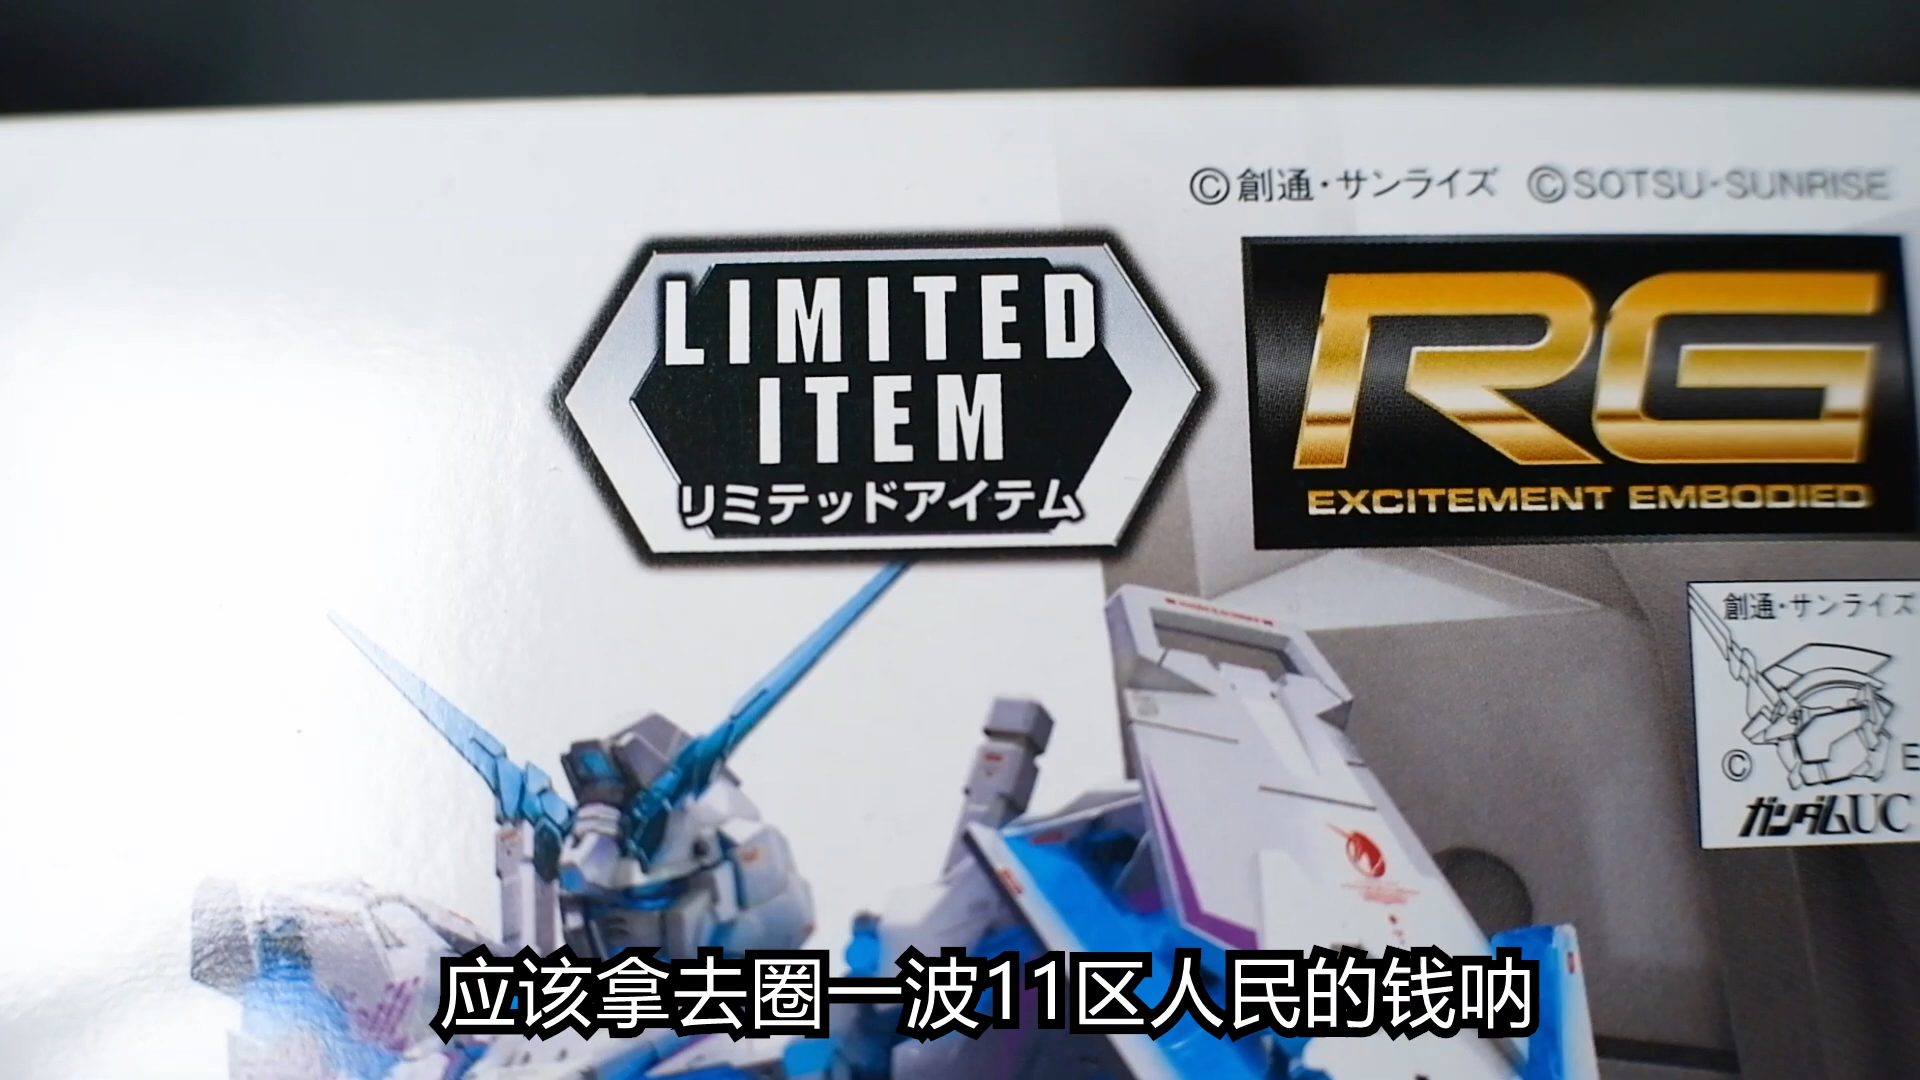 ©創通・サンライズ ©SOTSU・SUNRISE
LIMITED
ITEM
リミテッドアイテム
RG
EXCITEMENT EMBODIED
創通・サンライズ
©
ガンダムUC
应该拿去圈一波11区人民的钱呐